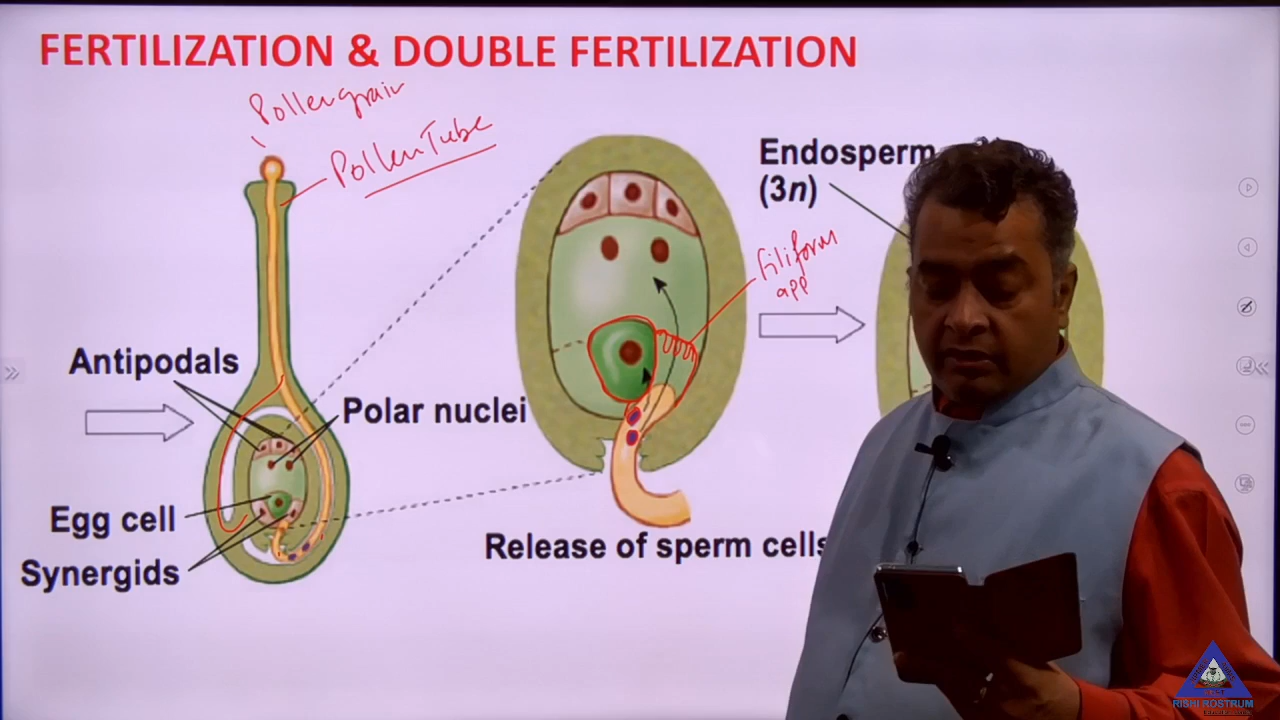 FERTILIZATION & DOUBLE FERTILIZATION
Pollengrain
Pollen Tube
Endosperm
(3n)
filiform
app
Antipodals
Polar nuclei
Egg cell
Synergids
Release of sperm cells
RISHI ROSTRUM